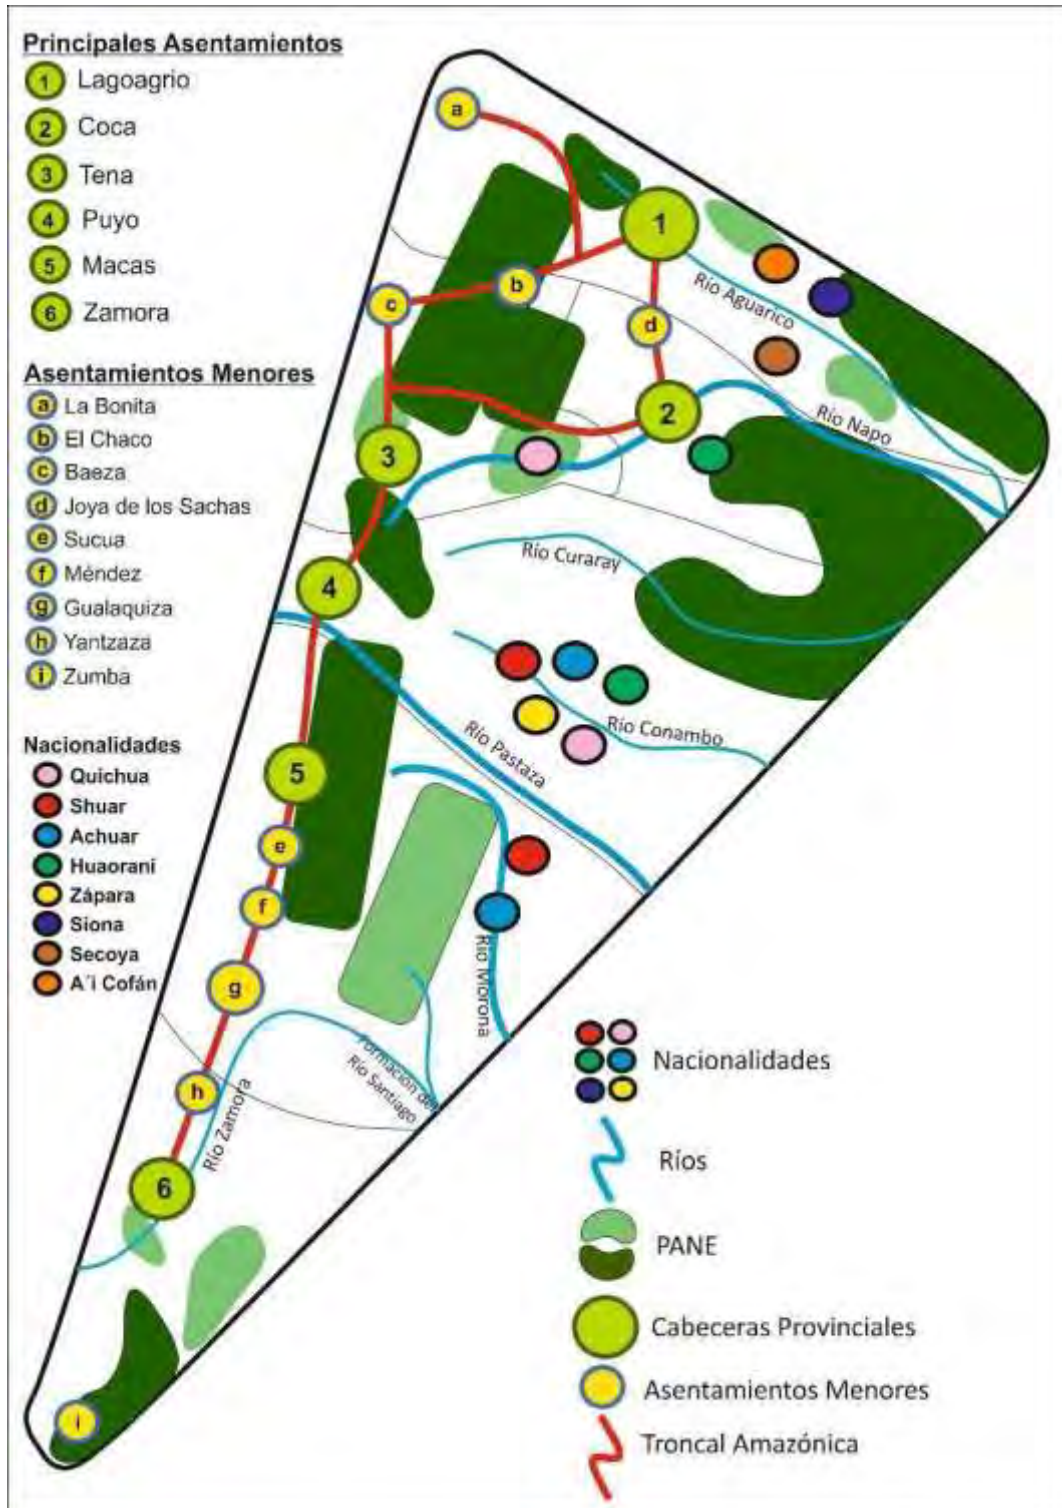 Principales Asentamientos
1 Lagoagrio
2 Coca
3 Tena
4 Puyo
5 Macas
6 Zamora
Asentamientos Menores
a La Bonita
b El Chaco
c Baeza
d Joya de los Sachas
e Sucua
f Méndez
g Gualaquiza
h Yantzaza
i Zumba
Nacionalidades
Quichua
Shuar
Achuar
Huaorani
Zápara
Siona
Secoya
A´i Cofán
a
1
b
c
d
2
3
4
5
e
f
g
h
6
i
Río Aguarico
Río Napo
Río Curaray
Río Conambo
Río Pastaza
Río Morona
Formación del
Río Santiago
Río Zamora
Nacionalidades
Ríos
PANE
Cabeceras Provinciales
Asentamientos Menores
Troncal Amazónica